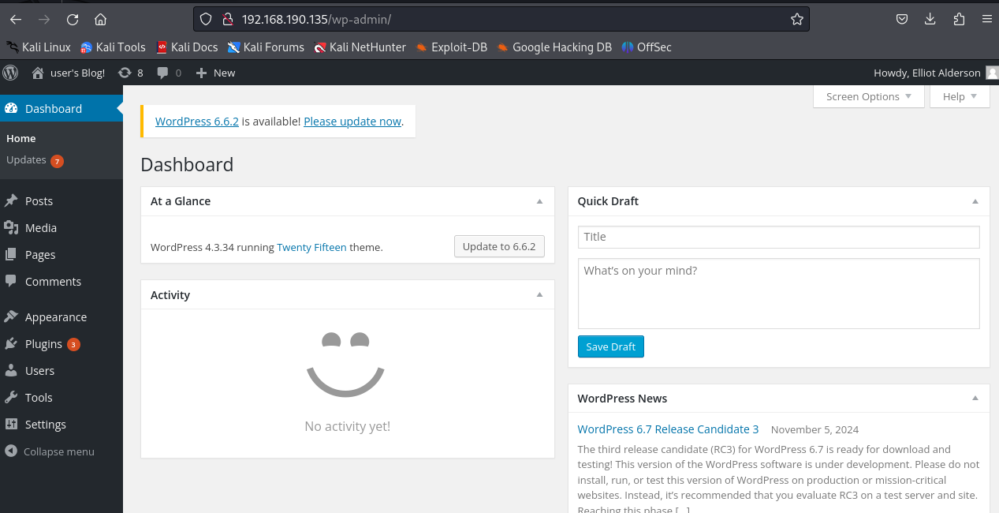 192.168.190.135/wp-admin/
Kali Linux Kali Tools Kali Docs Kali Forums Kali NetHunter Exploit-DB Google Hacking DB OffSec
user's Blog! 8 0 New Howdy, Elliot Alderson
Screen Options Help
Dashboard
Home
Updates 7
Posts
Media
Pages
Comments
Appearance
Plugins 3
Users
Tools
Settings
Collapse menu
WordPress 6.6.2 is available! Please update now.
Dashboard
At a Glance
WordPress 4.3.34 running Twenty Fifteen theme. Update to 6.6.2
Activity
No activity yet!
Quick Draft
Title
What's on your mind?
Save Draft
WordPress News
WordPress 6.7 Release Candidate 3 November 5, 2024
The third release candidate (RC3) for WordPress 6.7 is ready for download and
testing! This version of the WordPress software is under development. Please do not
install, run, or test this version of WordPress on production or mission-critical
websites. Instead, it's recommended that you evaluate RC3 on a test server and site.
Reaching this phase […]